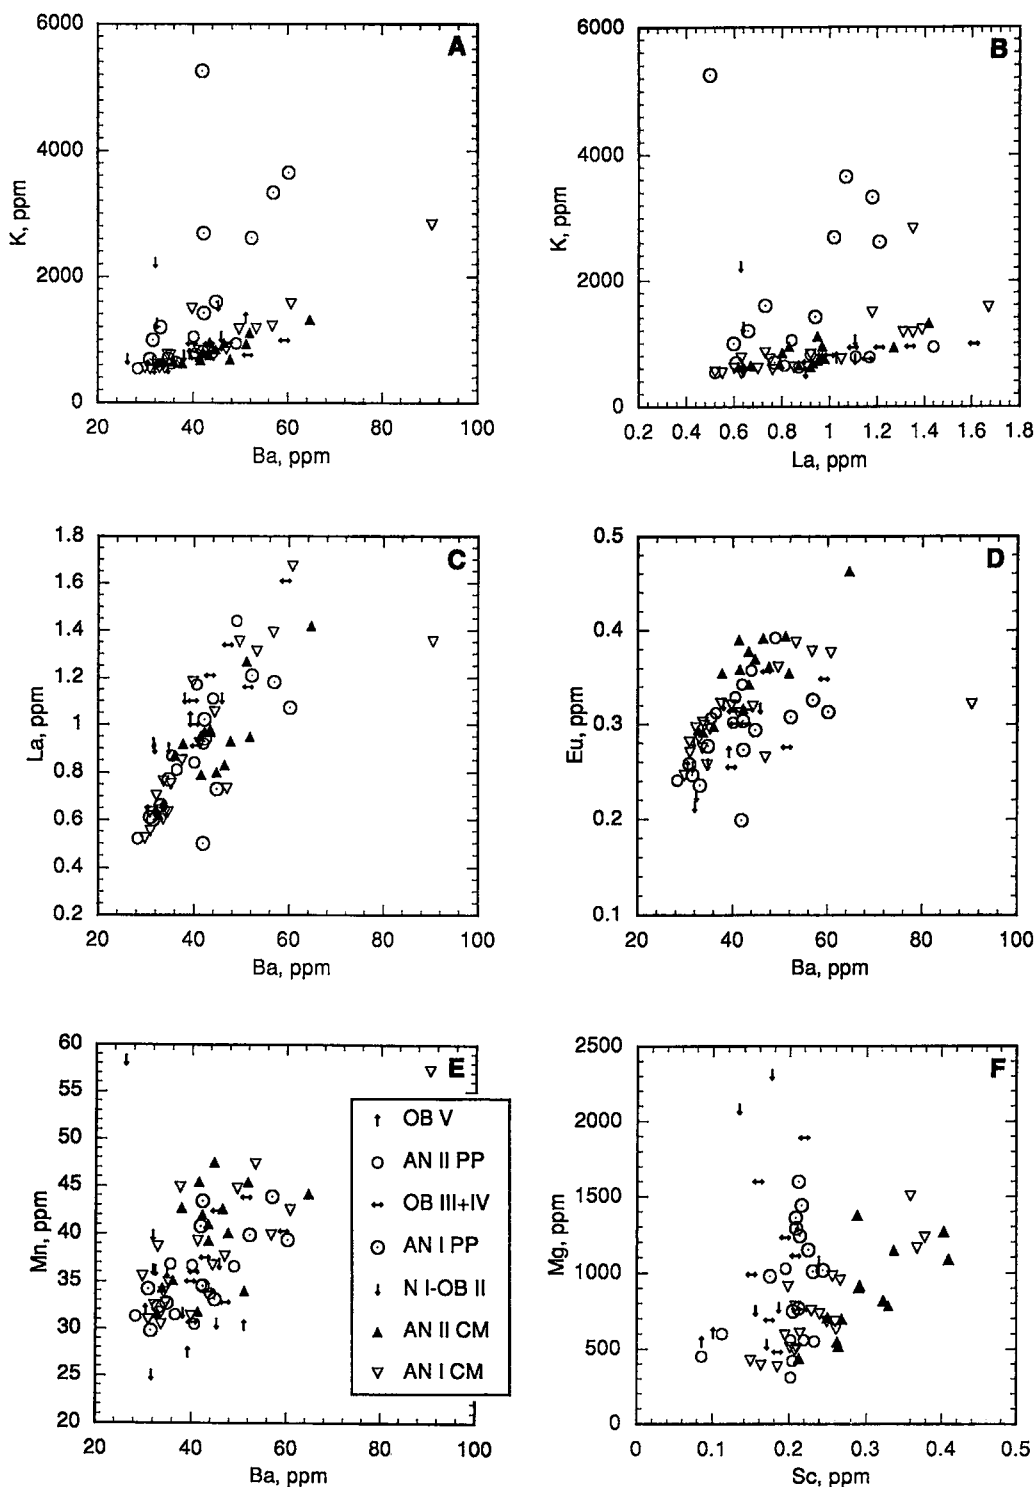 A
6000
4000
2000
0
K, ppm
20 40 60 80 100
Ba, ppm
B
6000
4000
2000
0
K, ppm
0.2 0.4 0.6 0.8 1 1.2 1.4 1.6 1.8
La, ppm
C
1.8
1.6
1.4
1.2
1
0.8
0.6
0.4
0.2
La, ppm
20 40 60 80 100
Ba, ppm
D
0.5
0.4
0.3
0.2
0.1
Eu, ppm
20 40 60 80 100
Ba, ppm
E
60
55
50
45
40
35
30
25
20
Mn, ppm
20 40 60 80 100
Ba, ppm
OB V
AN II PP
OB III+IV
AN I PP
N I-OB II
AN II CM
AN I CM
F
2500
2000
1500
1000
500
0
Mg, ppm
0 0.1 0.2 0.3 0.4 0.5
Sc, ppm